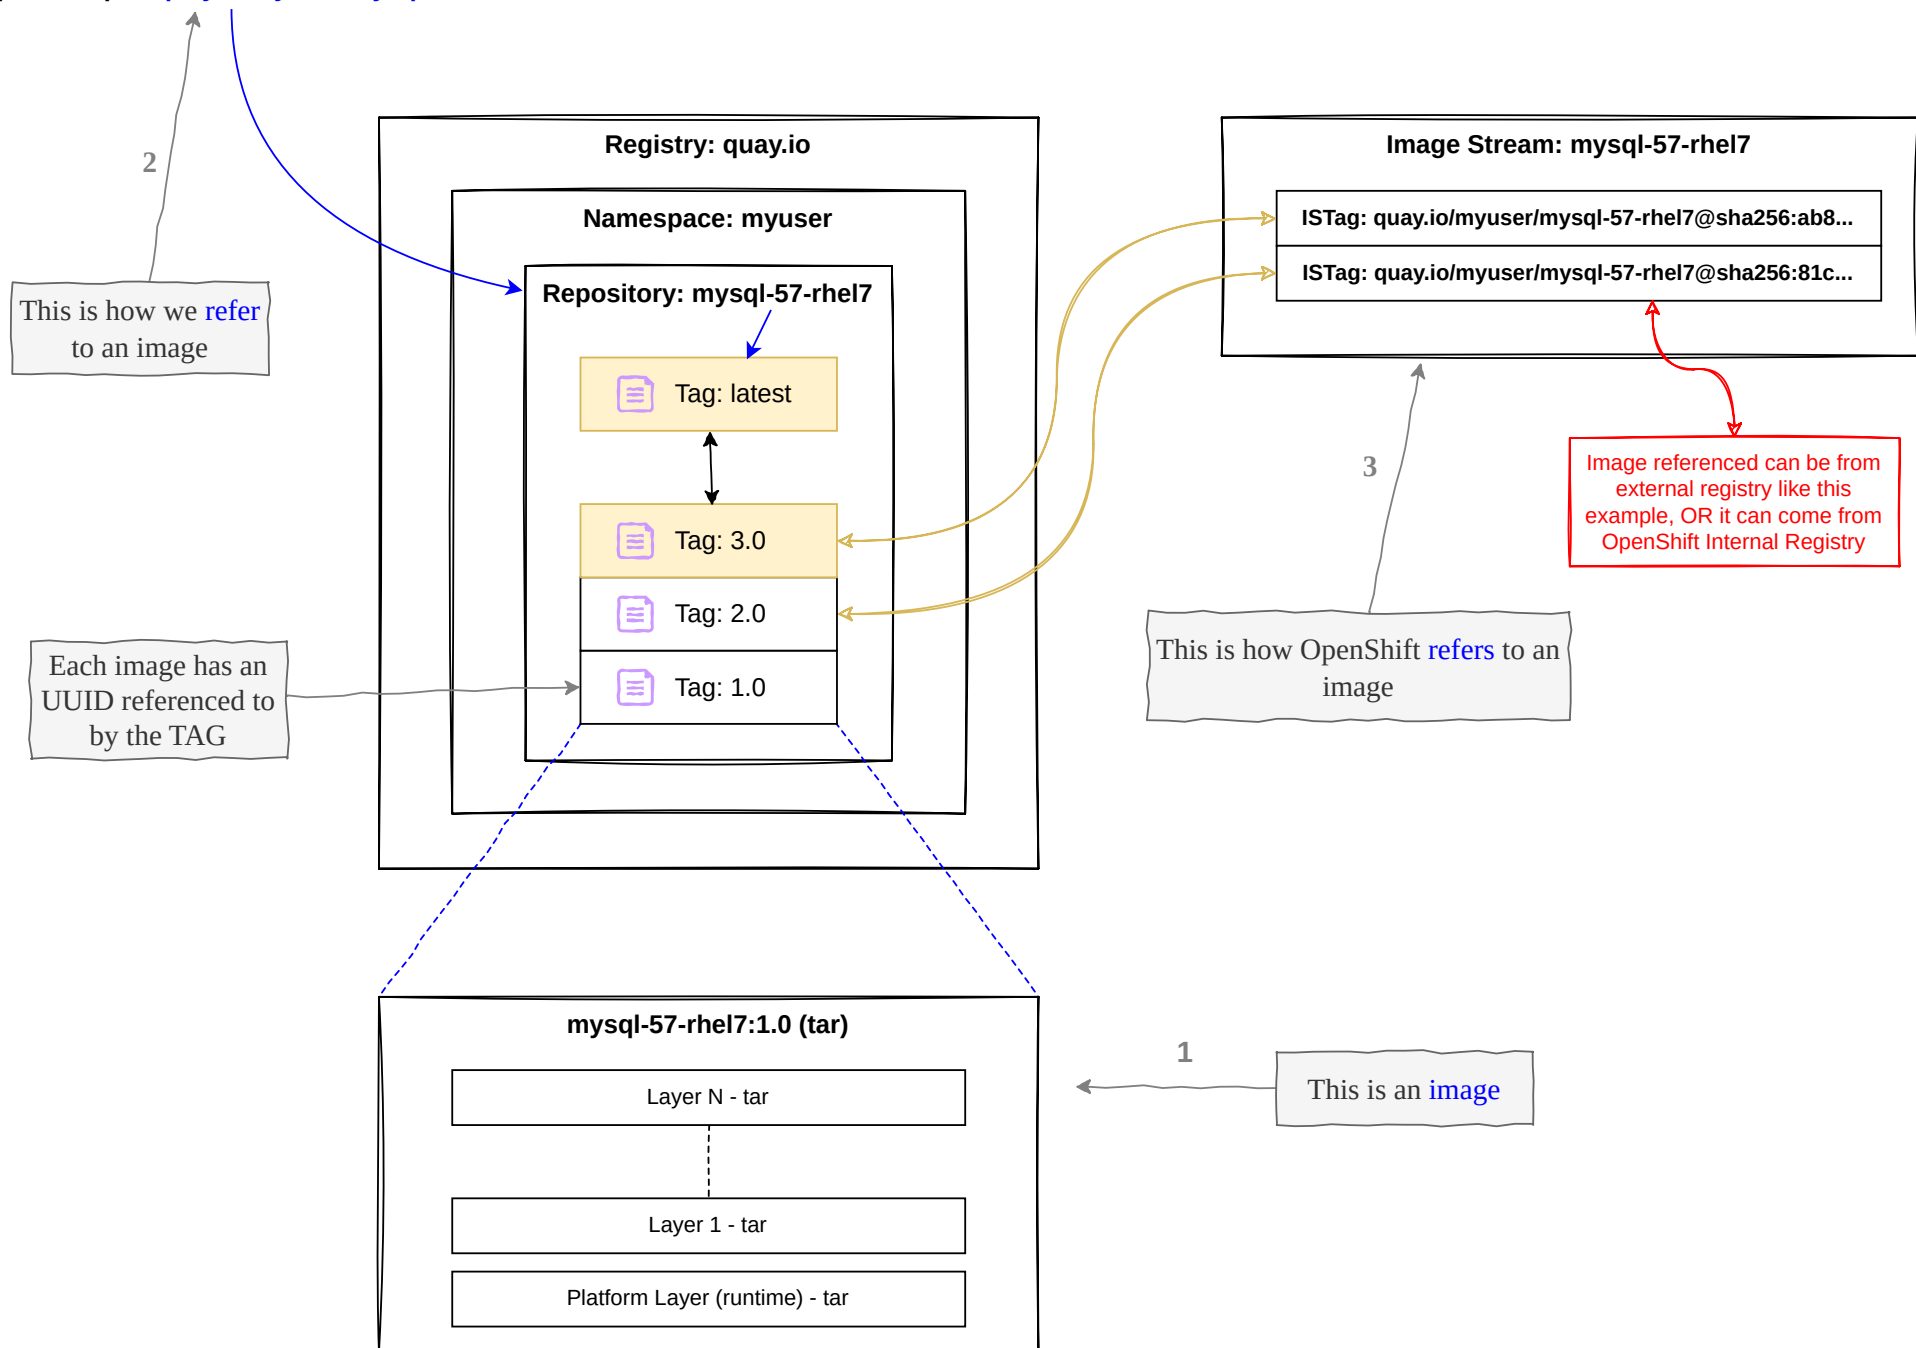 2
Registry: quay.io
Namespace: myuser
Repository: mysql-57-rhel7
Tag: latest
Tag: 3.0
Tag: 2.0
Tag: 1.0
This is how we refer
to an image
Each image has an
UUID referenced to
by the TAG
Image Stream: mysql-57-rhel7
ISTag: quay.io/myuser/mysql-57-rhel7@sha256:ab8...
ISTag: quay.io/myuser/mysql-57-rhel7@sha256:81c...
3
Image referenced can be from
external registry like this
example, OR it can come from
OpenShift Internal Registry
This is how OpenShift refers to an
image
mysql-57-rhel7:1.0 (tar)
Layer N - tar
Layer 1 - tar
Platform Layer (runtime) - tar
1
This is an image